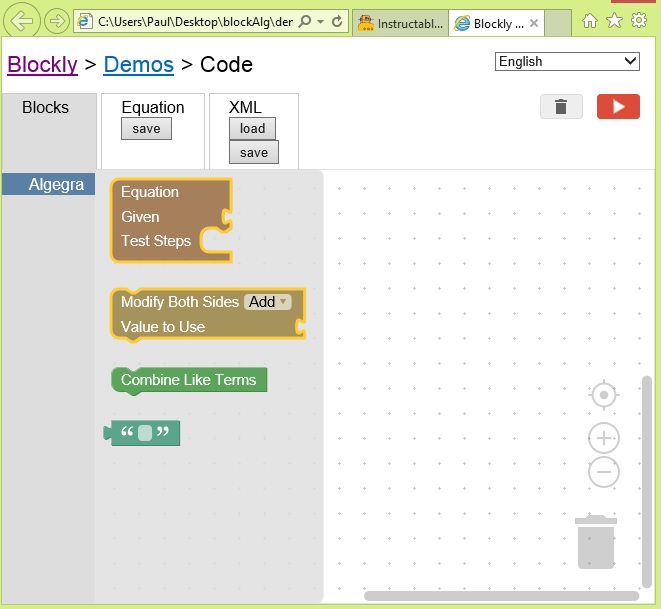 C:\Users\Paul\Desktop\blockAlg\der
Instructabl...
Blockly ...
Blockly > Demos > Code
English
Blocks
Equation
save
XML
load
save
Algegra
Equation
Given
Test Steps
Modify Both Sides Add
Value to Use
Combine Like Terms
“ ”